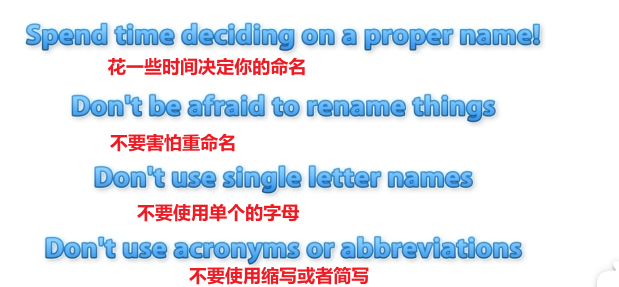 Spend time deciding on a proper name!
花一些时间决定你的命名
Don't be afraid to rename things
不要害怕重命名
Don't use single letter names
不要使用单个的字母
Don't use acronyms or abbreviations
不要使用缩写或者简写